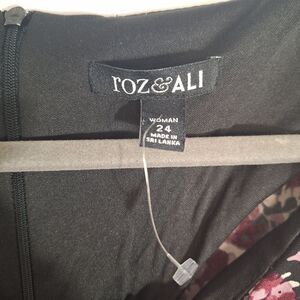 roz&ALI
WOMAN
24
MADE IN
SRI LANKA